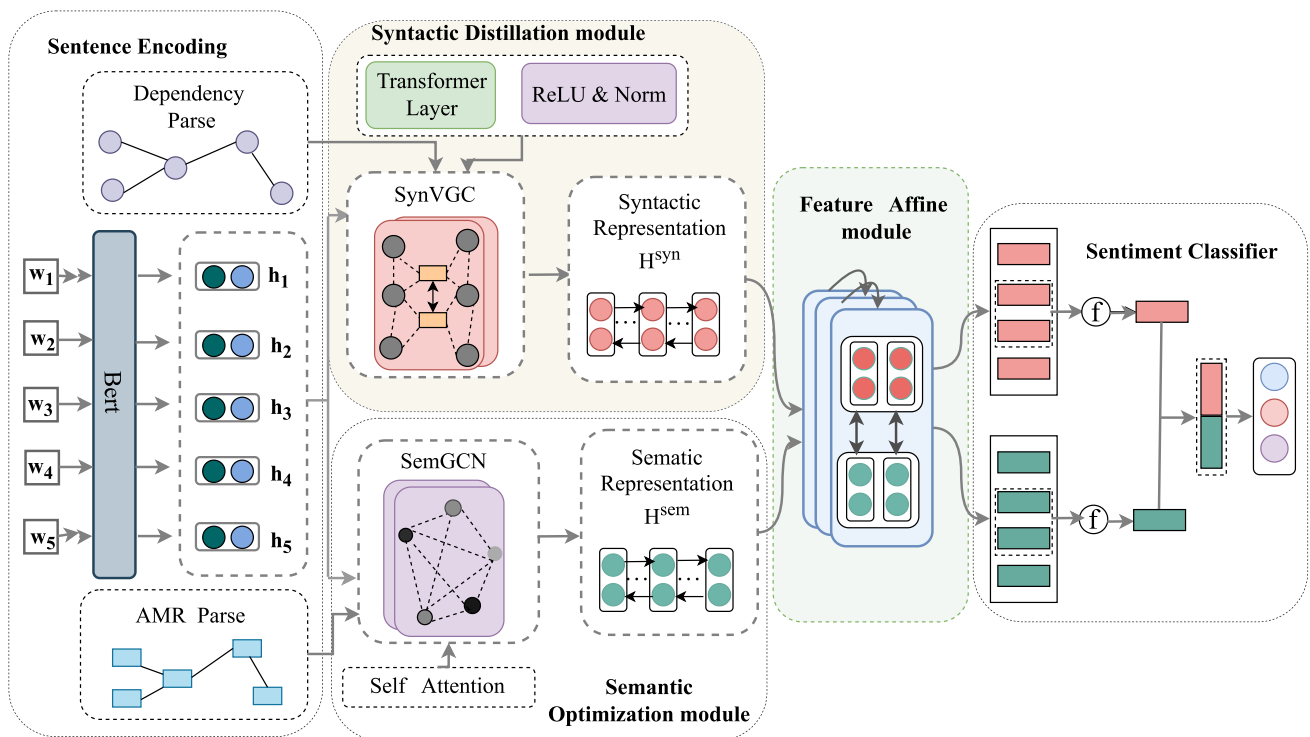 Sentence Encoding
Dependency
Parse
w1
w2
w3
w4
w5
Bert
h1
h2
h3
h4
h5
AMR Parse
Syntactic Distillation module
Transformer
Layer
ReLU & Norm
SynVGC
Syntactic
Representation
H^syn
...
...
SemGCN
Sematic
Representation
H^sem
...
...
Self Attention
Semantic
Optimization module
Feature Affine
module
Sentiment Classifier
f
f